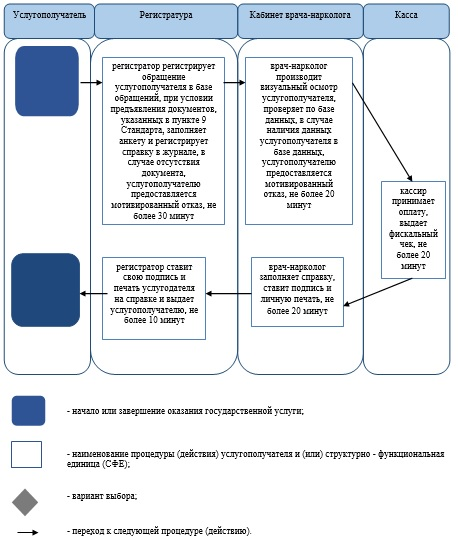 Услугополучатель
Регистратура
Кабинет врача-нарколога
Касса
регистратор регистрирует
обращение
услугополучателя в базе
обращений, при условии
предъявления документов,
указанных в пункте 9
Стандарта, заполняет
анкету и регистрирует
справку в журнале, в
случае отсутствия
документа,
услугополучателю
предоставляется
мотивированный отказ, не
более 30 минут
врач-нарколог
производит
визуальный осмотр
услугополучателя,
проверяет по базе
данных, в случае
наличия данных
услугополучателя в
базе данных,
услугополучателю
предоставляется
мотивированный
отказ, не более 20
минут
кассир
принимает
оплату,
выдает
фискальный
чек, не
более 20
минут
регистратор ставит
свою подпись и
печать услугодателя
на справке и выдает
услугополучателю, не
более 10 минут
врач-нарколог
заполняет справку,
ставит подпись и
личную печать, не
более 20 минут
- начало или завершение оказания государственной услуги;
- наименование процедуры (действия) услугополучателя и (или) структурно - функциональная
единица (СФЕ);
- вариант выбора;
- переход к следующей процедуре (действию).